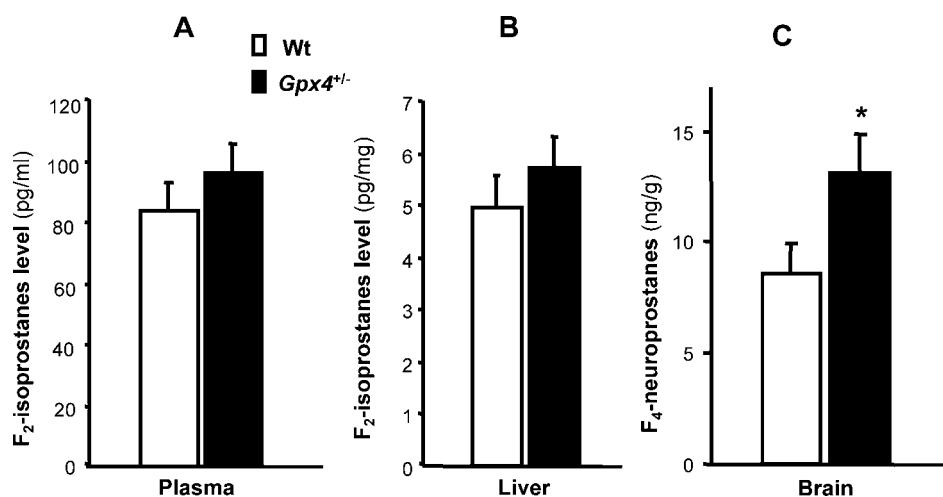 A
B
C
Wt
Gpx4+/-
F2-isoprostanes level (pg/ml)
120
100
80
60
40
20
0
Plasma
F2-isoprostanes level (pg/mg)
7
6
5
4
3
2
1
0
Liver
F4-neuroprostanes (ng/g)
15
10
5
0
*
Brain